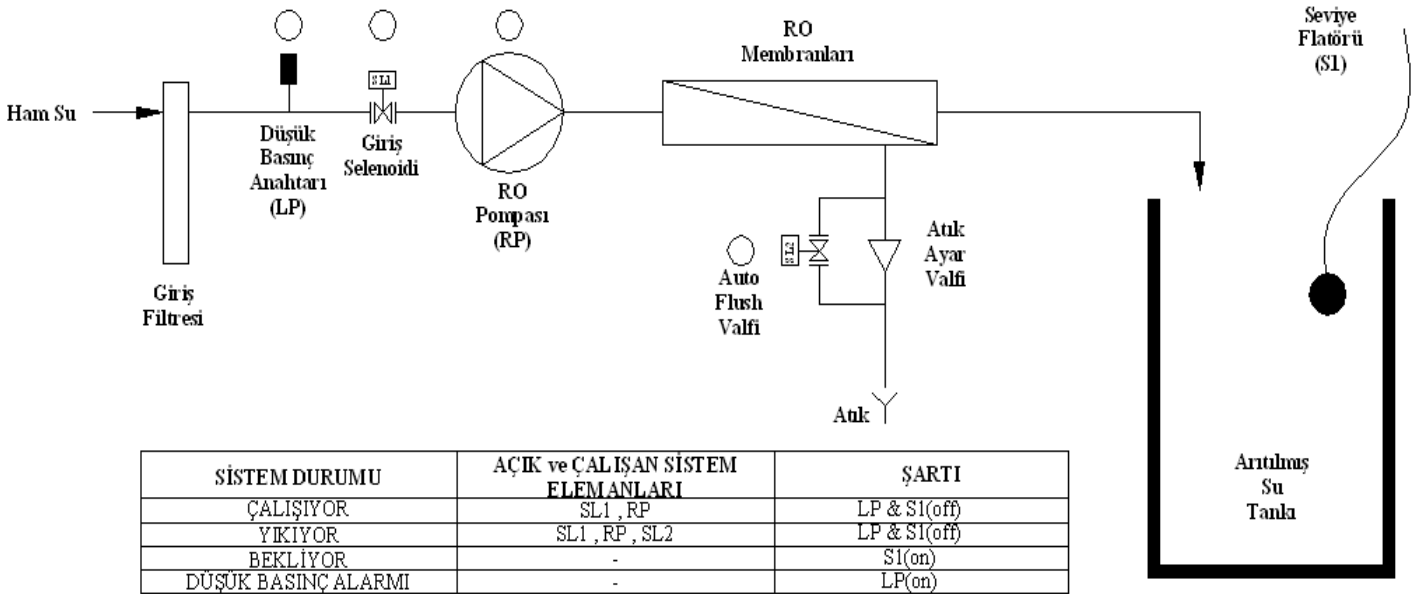 Ham Su
Giriş
Filtresi
Düşük
Basınç
Anahtarı
(LP)
SL1
Giriş
Selenoidi
RO
Pompası
(RP)
RO
Membranları
SL2
Auto
Flush
Valfi
Atık
Ayar
Valfi
Atık
Seviye
Flatörü
(S1)
Arıtılmış
Su
Tankı
SİSTEM DURUMU
AÇIK ve ÇALIŞAN SİSTEM
ELEMANLARI
ŞARTI
ÇALIŞIYOR
SL1 , RP
LP & S1(off)
YIKIYOR
SL1 , RP , SL2
LP & S1(off)
BEKLİYOR
-
S1(on)
DÜŞÜK BASINÇ ALARMI
-
LP(on)